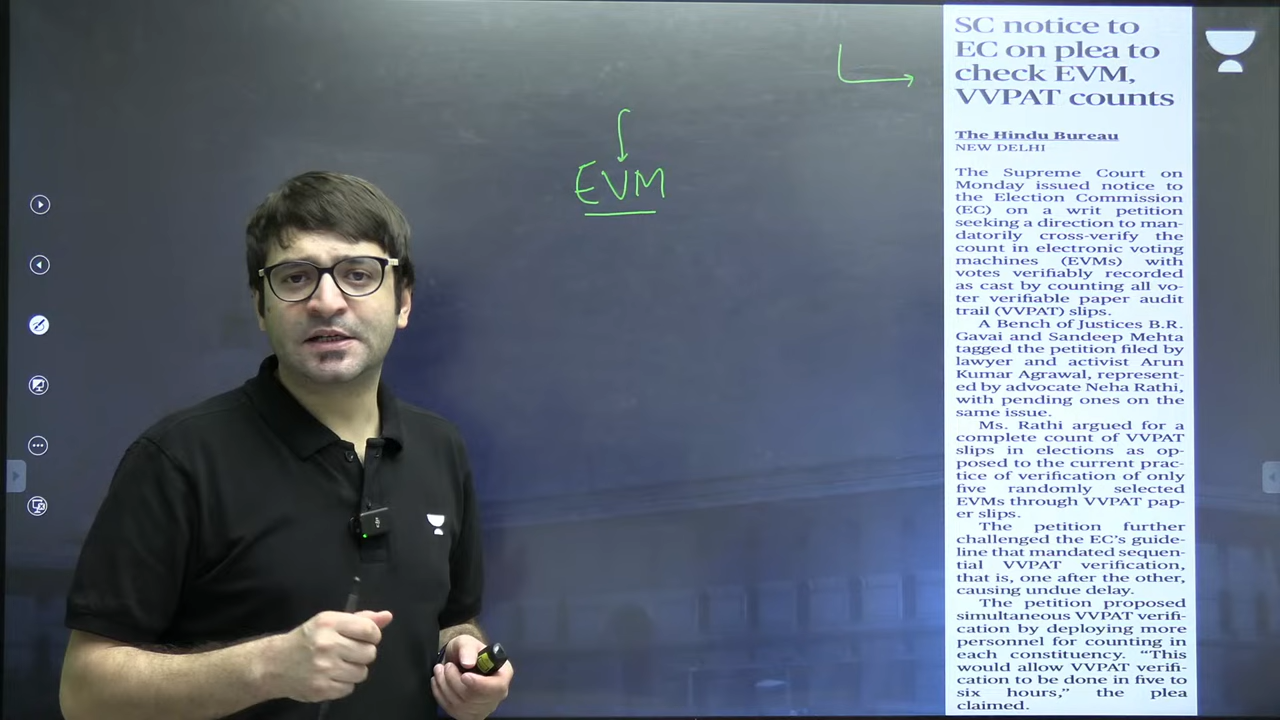 EVM
SC notice to
EC on plea to
check EVM,
VVPAT counts
The Hindu Bureau
NEW DELHI
The Supreme Court on
Monday issued notice to
the Election Commission
(EC) on a writ petition
seeking a direction to man-
datorily cross-verify the
count in electronic voting
machines (EVMs) with
votes verifiably recorded
as cast by counting all vo-
ter verifiable paper audit
trail (VVPAT) slips.
A Bench of Justices B.R.
Gavai and Sandeep Mehta
tagged the petition filed by
lawyer and activist Arun
Kumar Agrawal, represent-
ed by advocate Neha Rathi,
with pending ones on the
same issue.
Ms. Rathi argued for a
complete count of VVPAT
slips in elections as op-
posed to the current prac-
tice of verification of only
five randomly selected
EVMs through VVPAT pap-
er slips.
The petition further
challenged the EC's guide-
line that mandated sequen-
tial VVPAT verification,
that is, one after the other,
causing undue delay.
The petition proposed
simultaneous VVPAT verifi-
cation by deploying more
personnel for counting in
each constituency. “This
would allow VVPAT verifi-
cation to be done in five to
six hours,” the plea
claimed.